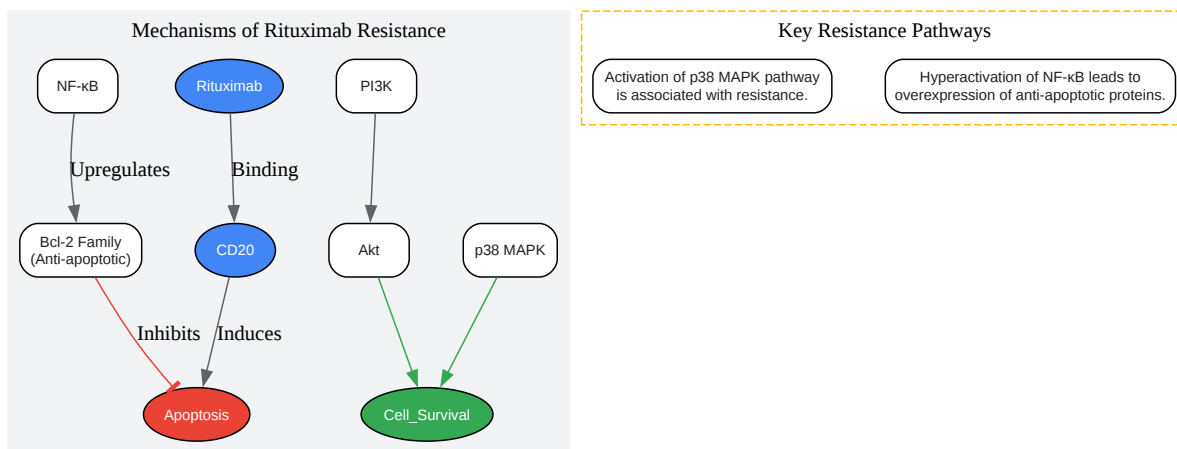 Mechanisms of Rituximab Resistance
NF-κB
Rituximab
PI3K
Upregulates
Binding
Bcl-2 Family
(Anti-apoptotic)
CD20
Akt
p38 MAPK
Inhibits
Induces
Apoptosis
Cell_Survival
Key Resistance Pathways
Activation of p38 MAPK pathway
is associated with resistance.
Hyperactivation of NF-κB leads to
overexpression of anti-apoptotic proteins.